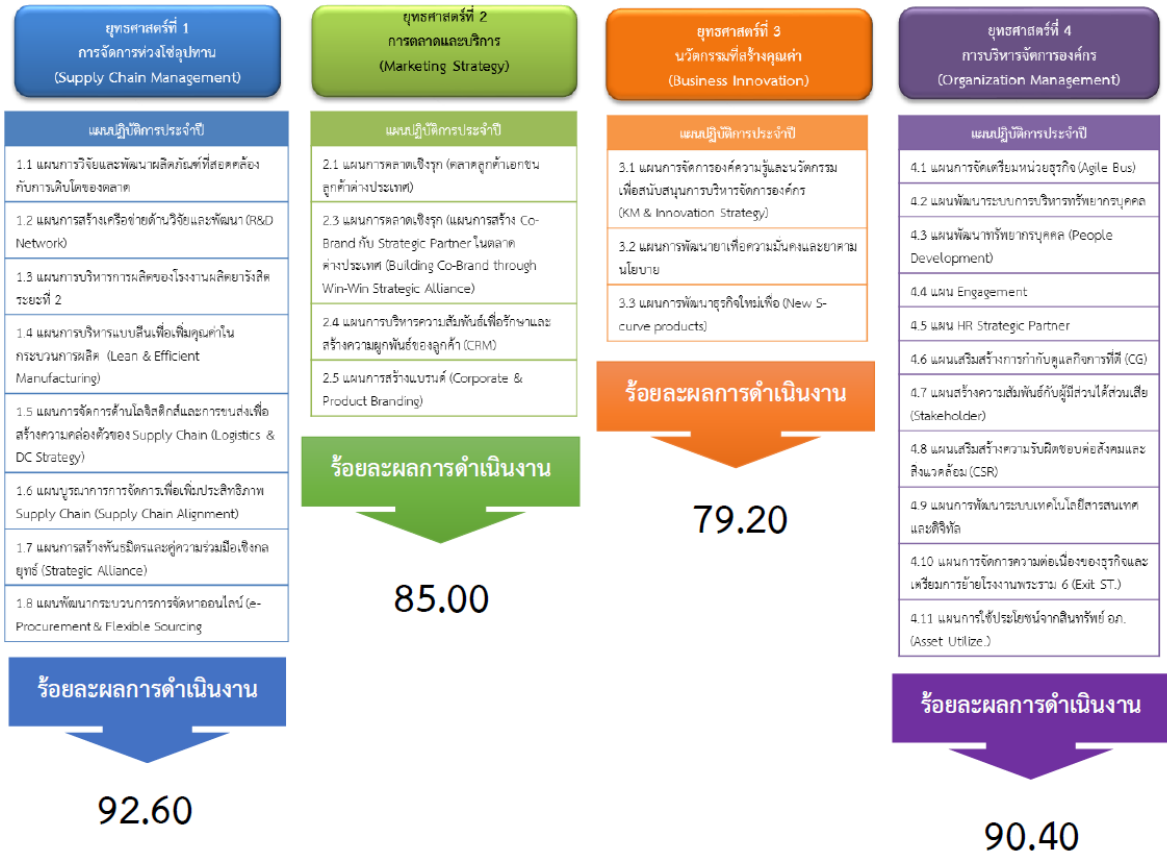 ยุทธศาสตร์ที่ 1
การจัดการห่วงโซ่อุปทาน
(Supply Chain Management)
แผนปฏิบัติการประจำปี
1.1 แผนการวิจัยและพัฒนาผลิตภัณฑ์ที่สอดคล้อง
กับการเติบโตของตลาด
1.2 แผนการสร้างเครือข่ายด้านวิจัยและพัฒนา (R&D
Network)
1.3 แผนการบริหารการผลิตของโรงงานผลิตยารังสิต
ระยะที่ 2
1.4 แผนการบริหารแบบลีนเพื่อเพิ่มคุณค่าใน
กระบวนการผลิต (Lean & Efficient
Manufacturing)
1.5 แผนการจัดการด้านโลจิสติกส์และการขนส่งเพื่อ
สร้างความคล่องตัวของ Supply Chain (Logistics &
DC Strategy)
1.6 แผนบูรณาการการจัดการเพื่อเพิ่มประสิทธิภาพ
Supply Chain (Supply Chain Alignment)
1.7 แผนการสร้างพันธมิตรและคู่ความร่วมมือเชิงกล
ยุทธ์ (Strategic Alliance)
1.8 แผนพัฒนากระบวนการการจัดหาออนไลน์ (e-
Procurement & Flexible Sourcing
ร้อยละผลการดำเนินงาน
92.60
ยุทธศาสตร์ที่ 2
การตลาดและบริการ
(Marketing Strategy)
แผนปฏิบัติการประจำปี
2.1 แผนการตลาดเชิงรุก (ตลาดลูกค้าเอกชน
ลูกค้าต่างประเทศ)
2.3 แผนการตลาดเชิงรุก (แผนการสร้าง Co-
Brand กับ Strategic Partner ในตลาด
ต่างประเทศ (Building Co-Brand through
Win-Win Strategic Alliance)
2.4 แผนการบริหารความสัมพันธ์เพื่อรักษาและ
สร้างความผูกพันธ์ของลูกค้า (CRM)
2.5 แผนการสร้างแบรนด์ (Corporate &
Product Branding)
ร้อยละผลการดำเนินงาน
85.00
ยุทธศาสตร์ที่ 3
นวัตกรรมที่สร้างคุณค่า
(Business Innovation)
แผนปฏิบัติการประจำปี
3.1 แผนการจัดการองค์ความรู้และนวัตกรรม
เพื่อสนับสนุนการบริหารจัดการองค์กร
(KM & Innovation Strategy)
3.2 แผนการพัฒนายาเพื่อความมั่นคงและยาตาม
นโยบาย
3.3 แผนการพัฒนาธุรกิจใหม่เพื่อ (New S-
curve products)
ร้อยละผลการดำเนินงาน
79.20
ยุทธศาสตร์ที่ 4
การบริหารจัดการองค์กร
(Organization Management)
แผนปฏิบัติการประจำปี
4.1 แผนการจัดเตรียมหน่วยธุรกิจ (Agile Bus)
4.2 แผนพัฒนาระบบการบริหารทรัพยากรบุคคล
4.3 แผนพัฒนาทรัพยากรบุคคล (People
Development)
4.4 แผน Engagement
4.5 แผน HR Strategic Partner
4.6 แผนเสริมสร้างการกำกับดูแลกิจการที่ดี (CG)
4.7 แผนสร้างความสัมพันธ์กับผู้มีส่วนได้ส่วนเสีย
(Stakeholder)
4.8 แผนเสริมสร้างความรับผิดชอบต่อสังคมและ
สิ่งแวดล้อม (CSR)
4.9 แผนการพัฒนาระบบเทคโนโลยีสารสนเทศ
และดิจิทัล
4.10 แผนการจัดการความต่อเนื่องของธุรกิจและ
เตรียมการย้ายโรงงานพระราม 6 (Exit ST.)
4.11 แผนการใช้ประโยชน์จากสินทรัพย์ อภ.
(Asset Utilize.)
ร้อยละผลการดำเนินงาน
90.40